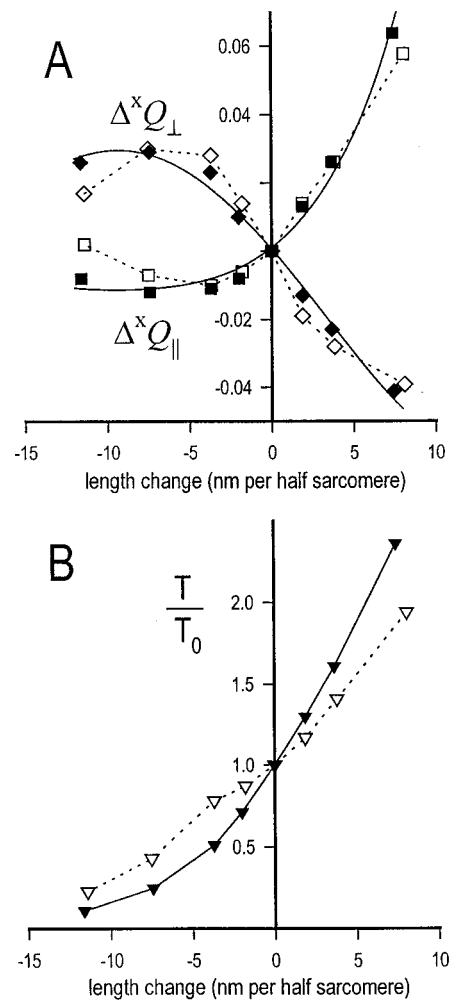 A
0.06
0.04
ΔˣQ⊥
ΔˣQ∥
-0.02
-0.04
-15 -10 -5 0 5 10
length change (nm per half sarcomere)
B
T
T₀
2.0
1.5
1.0
0.5
-15 -10 -5 0 5 10
length change (nm per half sarcomere)